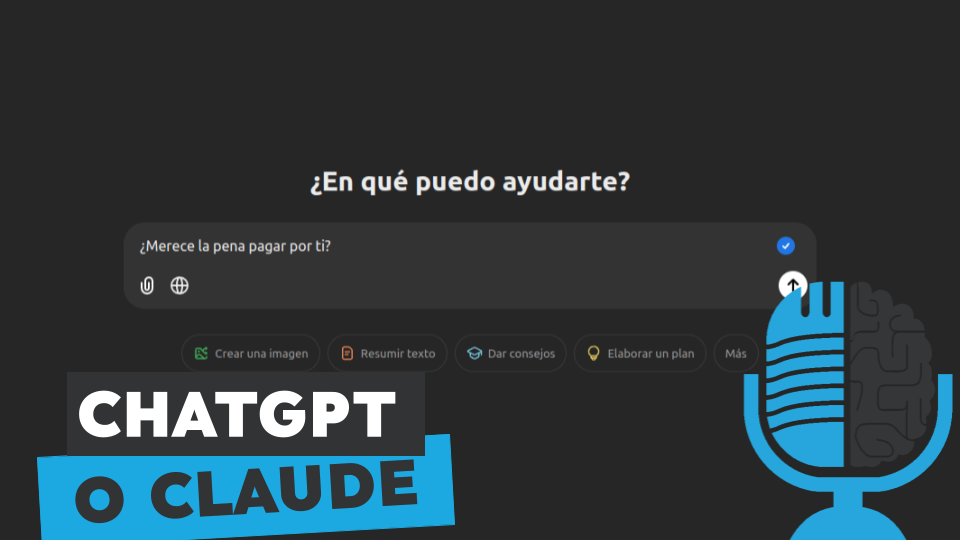 ¿En qué puedo ayudarte?
¿Merece la pena pagar por ti?
Crear una imagen
Resumir texto
Dar consejos
Elaborar un plan
Más
CHATGPT
O CLAUDE